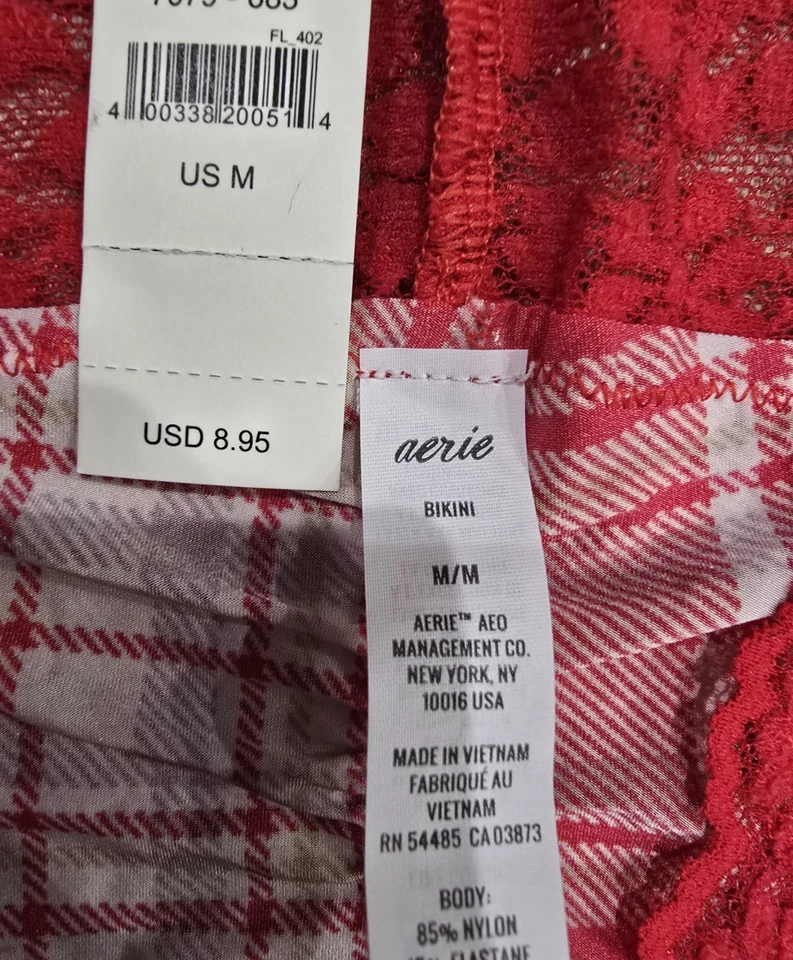 FL_402
4 00338 20051 4
US M
USD 8.95
aerie
BIKINI
M/M
AERIE™ AEO
MANAGEMENT CO.
NEW YORK, NY
10016 USA
MADE IN VIETNAM
FABRIQUÉ AU
VIETNAM
RN 54485 CA 03873
BODY:
85% NYLON
ELASTANE